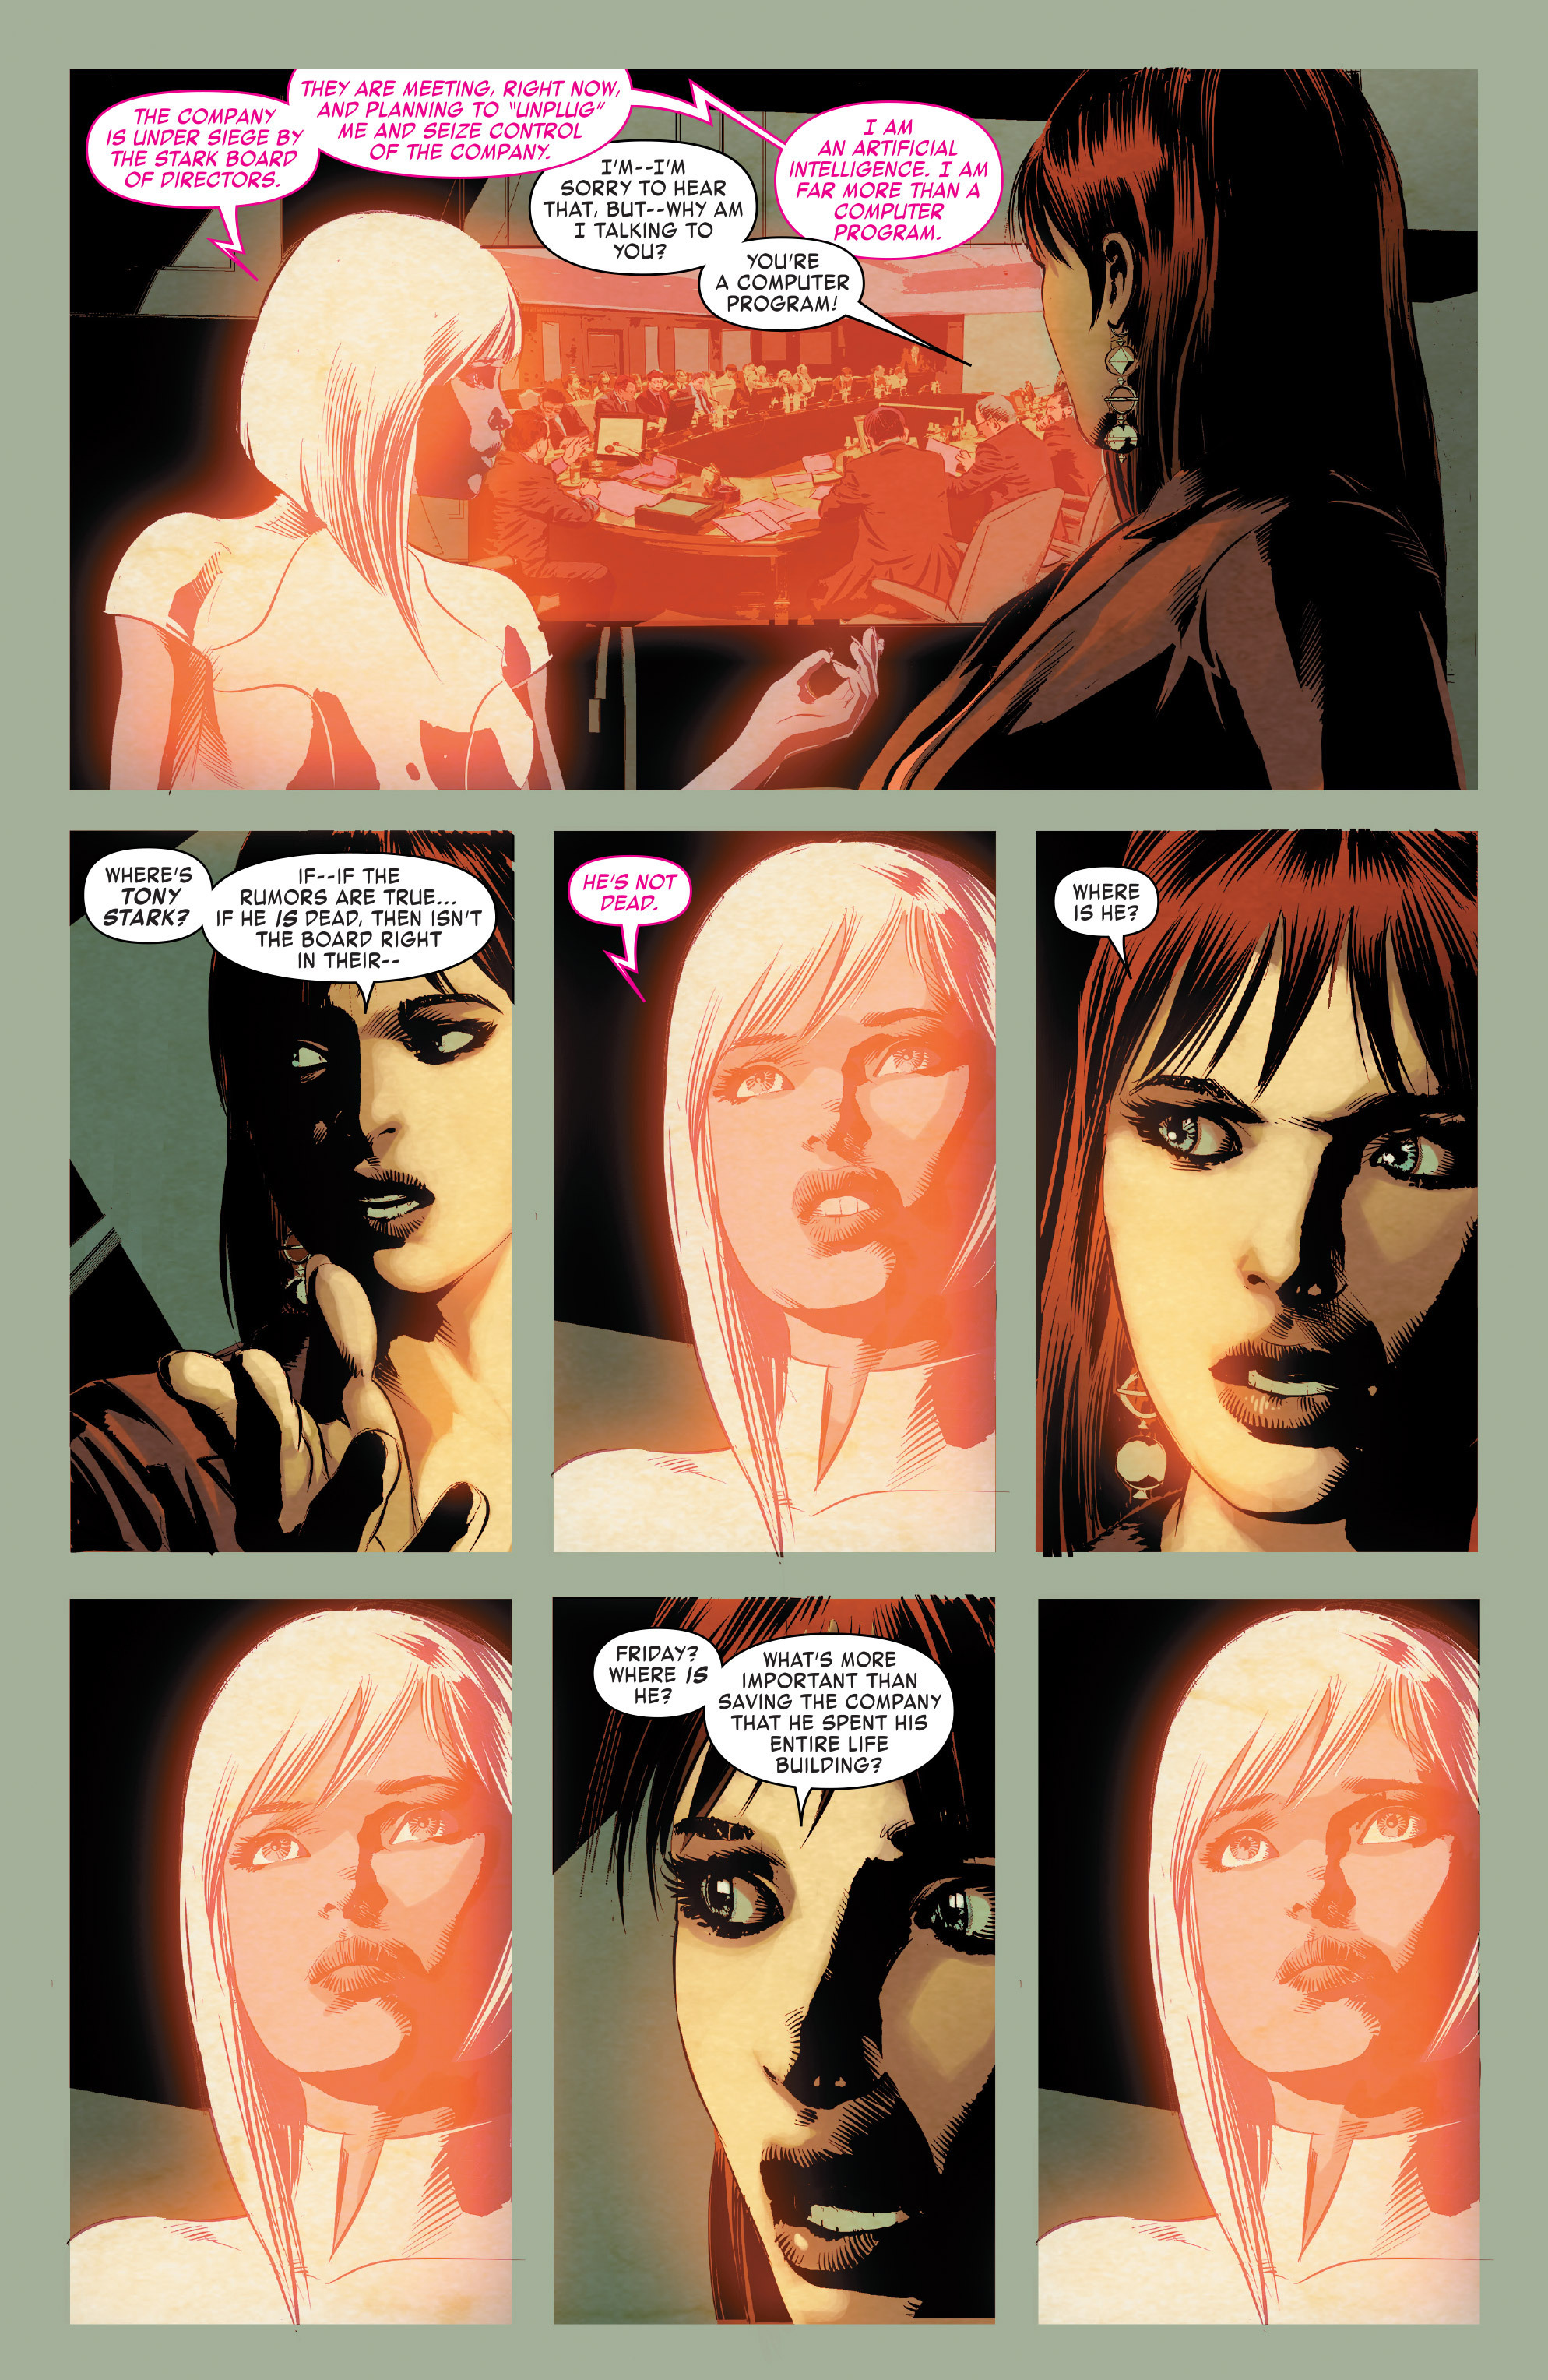 THE COMPANY
IS UNDER SIEGE BY
THE STARK BOARD
OF DIRECTORS.
THEY ARE MEETING, RIGHT NOW,
AND PLANNING TO "UNPLUG"
ME AND SEIZE CONTROL
OF THE COMPANY.
I'M--I'M
SORRY TO HEAR
THAT, BUT--WHY AM
I TALKING TO
YOU?
YOU'RE
A COMPUTER
PROGRAM!
I AM
AN ARTIFICIAL
INTELLIGENCE. I AM
FAR MORE THAN A
COMPUTER
PROGRAM.
WHERE'S
TONY
STARK?
IF--IF THE
RUMORS ARE TRUE...
IF HE IS DEAD, THEN ISN'T
THE BOARD RIGHT
IN THEIR--
HE'S NOT
DEAD.
WHERE
IS HE?
FRIDAY?
WHERE IS
HE?
WHAT'S MORE
IMPORTANT THAN
SAVING THE COMPANY
THAT HE SPENT HIS
ENTIRE LIFE
BUILDING?